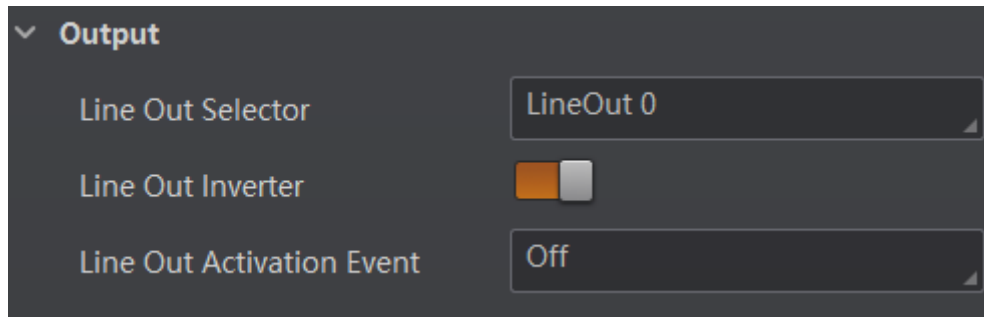 Output
Line Out Selector LineOut 0
Line Out Inverter
Line Out Activation Event Off